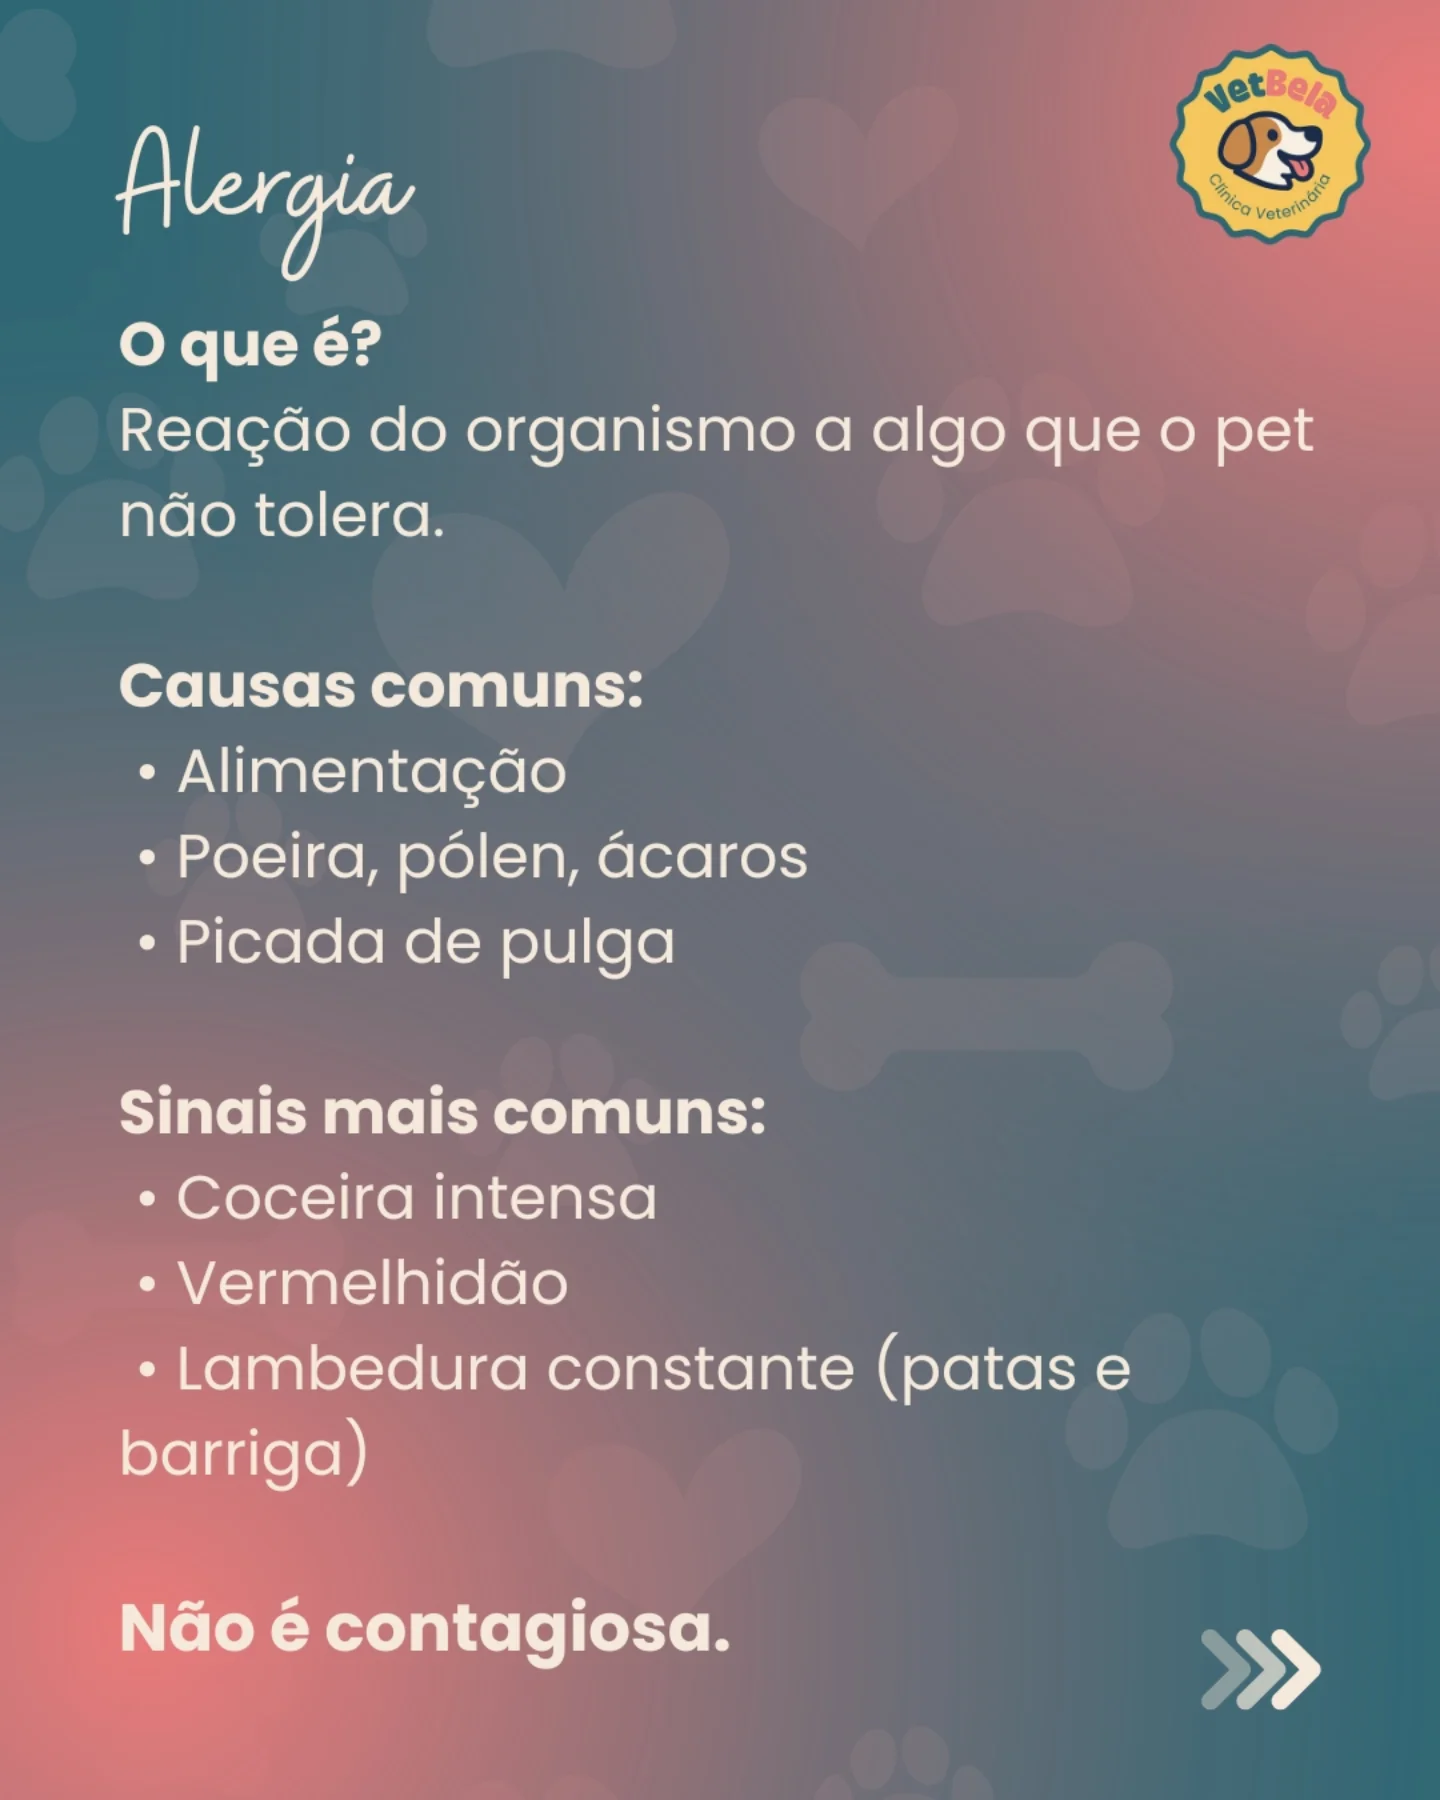 VetBela
Clínica Veterinária
Alergia
O que é?
Reação do organismo a algo que o pet
não tolera.
Causas comuns:
• Alimentação
• Poeira, pólen, ácaros
• Picada de pulga
Sinais mais comuns:
• Coceira intensa
• Vermelhidão
• Lambedura constante (patas e
barriga)
Não é contagiosa.